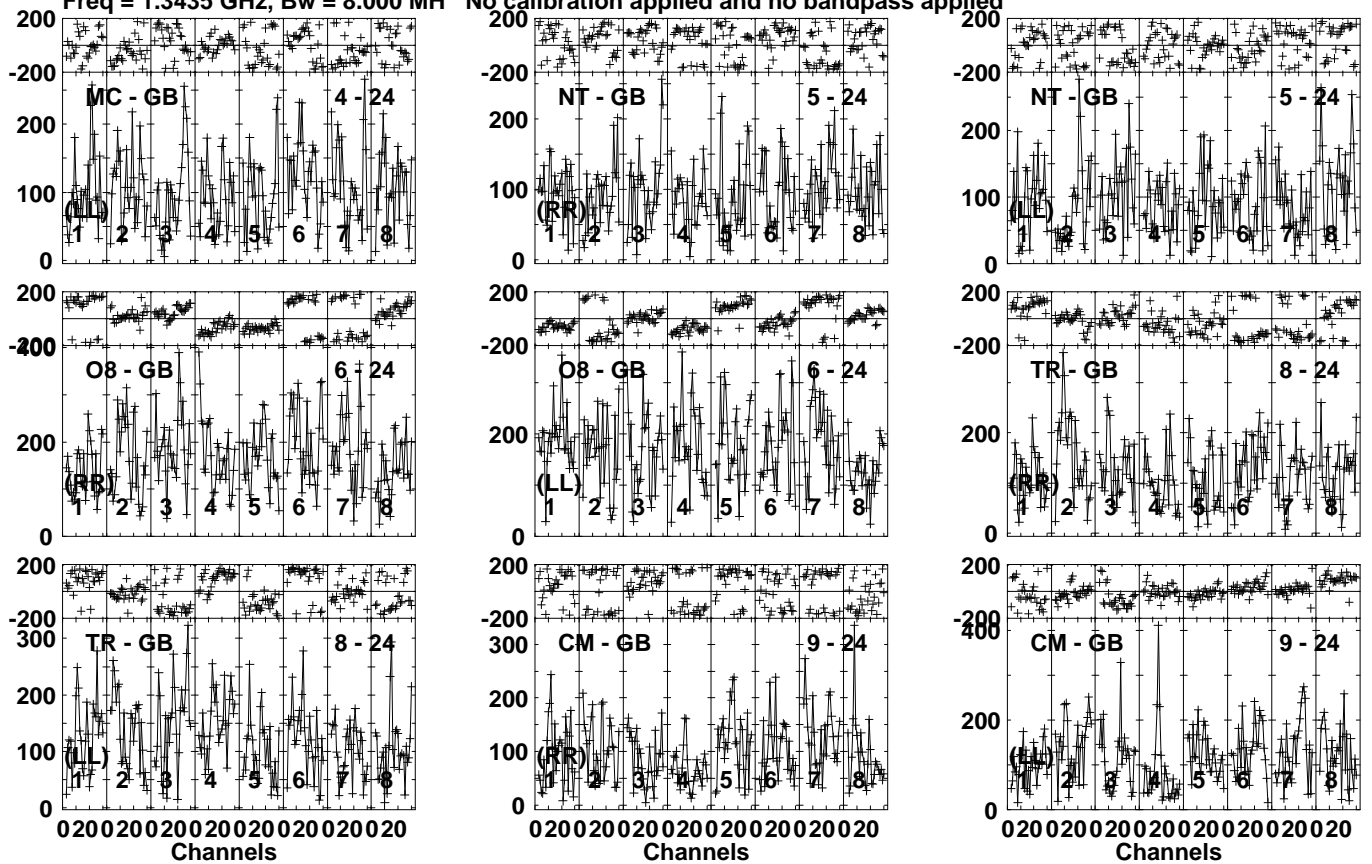 Freq = 1.3435 GHz, Bw = 8.000 MH No calibration applied and no bandpass applied
200 200 200
-200 -200 -200
MC - GB 4 - 24 NT - GB 5 - 24 NT - GB 5 - 24
200 200 200
100 100 100
(LL) (RR) (LL)
1 2 3 4 5 6 7 8 1 2 3 4 5 6 7 8 1 2 3 4 5 6 7 8
0 0 0
200 200 200
-200 -200 -200
400
O8 - GB 6 - 24 O8 - GB 6 - 24 TR - GB 8 - 24
200 200 200
(RR) (LL) (RR)
1 2 3 4 5 6 7 8 1 2 3 4 5 6 7 8 1 2 3 4 5 6 7 8
0 0 0
200 200 200
-200 -200 -200
300 300 400
TR - GB 8 - 24 CM - GB 9 - 24 CM - GB 9 - 24
200 200 200
100 100
(LL) (RR) (LL)
1 2 3 4 5 6 7 8 1 2 3 4 5 6 7 8 1 2 3 4 5 6 7 8
0 0 0
0 20 0 20 0 20 0 20 0 20 0 20 0 20 0 20 0 20 0 20 0 20 0 20 0 20 0 20 0 20 0 20 0 20 0 20 0 20 0 20 0 20 0 20 0 20 0 20
Channels Channels Channels